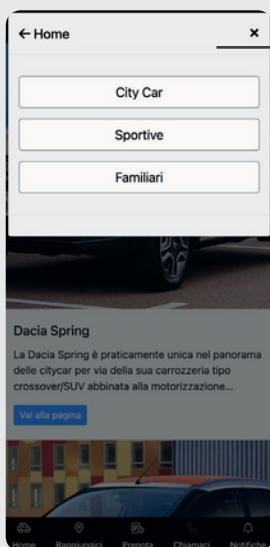 ← Home ×
City Car
Sportive
Familiari
Dacia Spring
La Dacia Spring è praticamente unica nel panorama
delle citycar per via della sua carrozzeria tipo
crossover/SUV abbinata alla motorizzazione...
Vai alla pagina
Home Raggiungici Prenota Chiamaci Notifiche